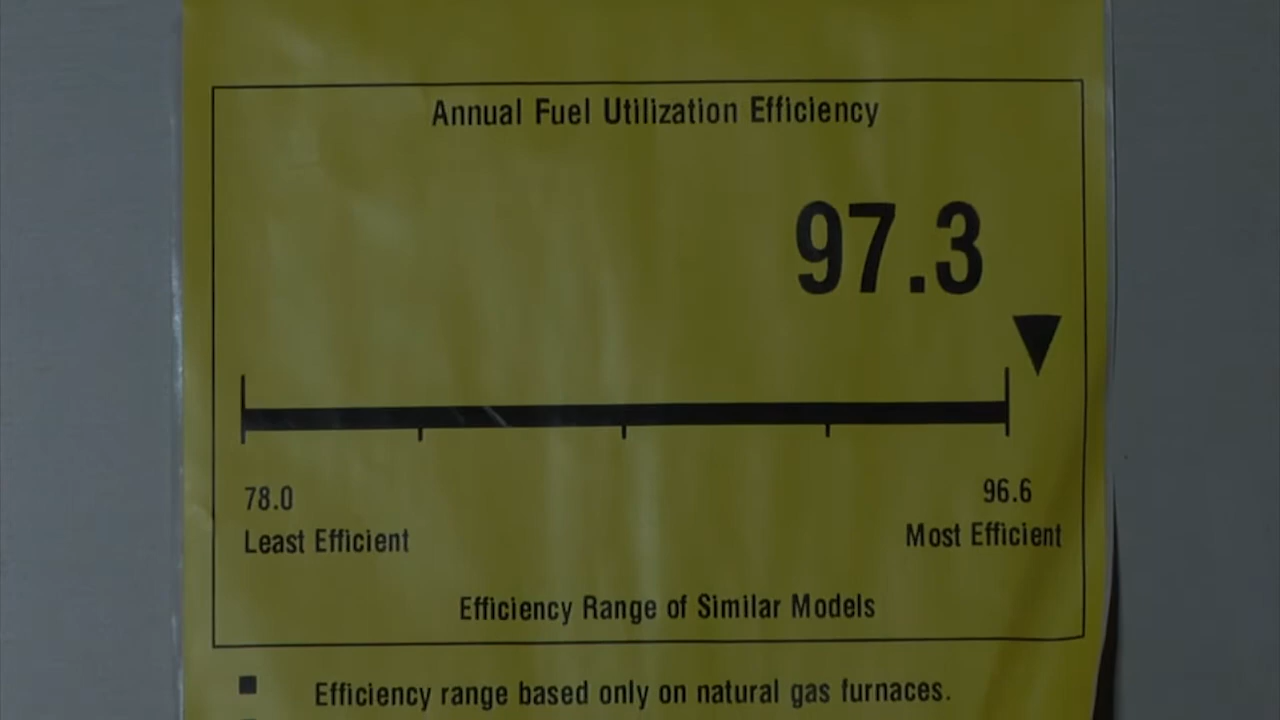 Annual Fuel Utilization Efficiency
97.3
78.0 96.6
Least Efficient Most Efficient
Efficiency Range of Similar Models
Efficiency range based only on natural gas furnaces.